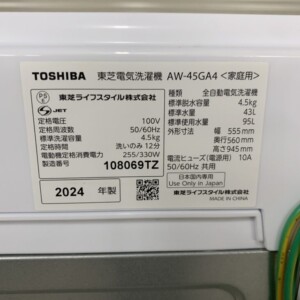 TOSHIBA 東芝電気洗濯機 AW-45GA4 <家庭用>
PS E
JET
東芝ライフスタイル株式会社
定格電圧 100V
定格周波数 50/60Hz
標準洗濯容量 4.5kg
定格時間 洗いのみ 12分
電動機定格消費電力 255/330W
製造番号 108069TZ
2024 年製
種類 全自動電気洗濯機
標準脱水容量 4.5kg
標準水量 43L
標準使用水量 95L
外形寸法 幅 555mm
奥行560mm
高さ945mm
電流ヒューズ(電源用) 10A
50/60Hz 共用
日本国内専用
Use Only in Japan
東芝ライフスタイル株式会社
MADE IN CHINA